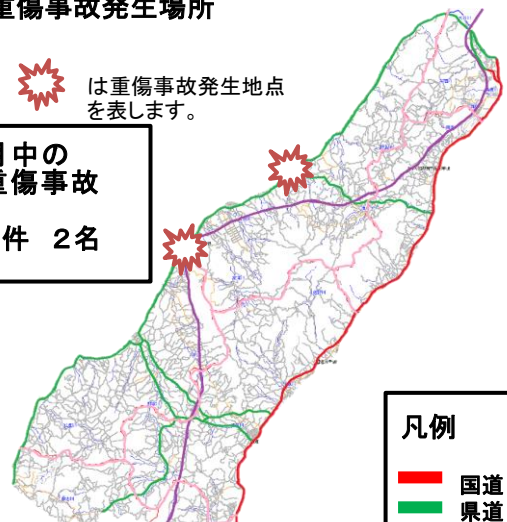 重傷事故発生場所
は重傷事故発生地点
を表します。
月中の
重傷事故
件 2名
凡例
国道
県道